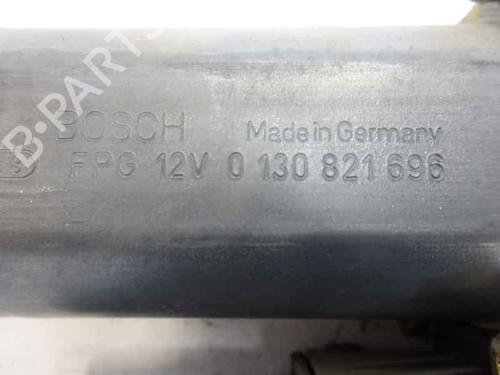 B-PARTS
BOSCH Made in Germany
FPG 12V 0 130 821 696